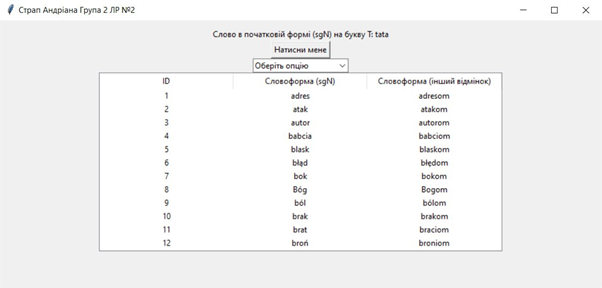 Страп Андріана Група 2 ЛР №2
Слово в початковій формі (sgN) на букву Т: tata
Натисни мене
Оберіть опцію
ID Словоформа (sgN) Словоформа (інший відмінок)
1 adres adresom
2 atak atakom
3 autor autorom
4 babcia babciom
5 blask blaskom
6 błąd błędom
7 bok bokom
8 Bóg Bogom
9 ból bólom
10 brak brakom
11 brat braciom
12 broń broniom